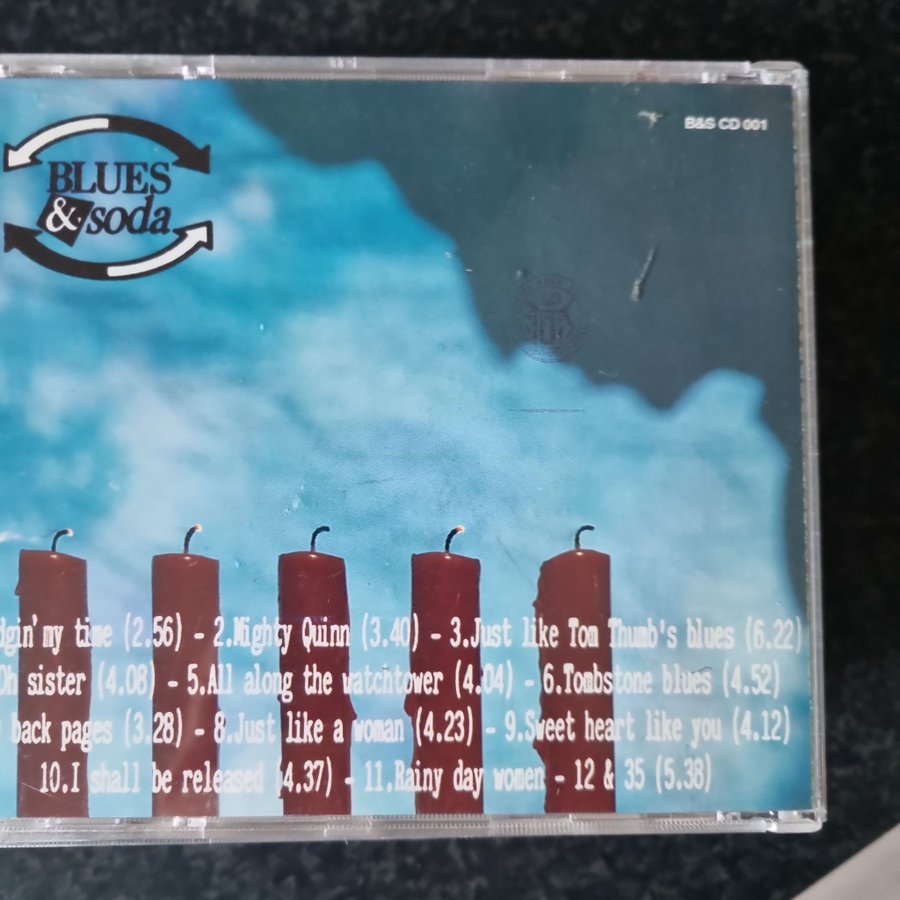 B&S CD 001
BLUES
& soda
dgin'my time (2.56) - 2.Mighty Quinn (3.40) - 3.Just like Tom Thumb's blues (6.22)
Oh sister (4.08) - 5.All along the watchtower (4.04) - 6.Tombstone blues (4.52)
back pages (3.28) - 8.Just like a woman (4.23) - 9.Sweet heart like you (4.12)
10.I shall be released (4.37) - 11.Rainy day women - 12 & 35 (5.38)